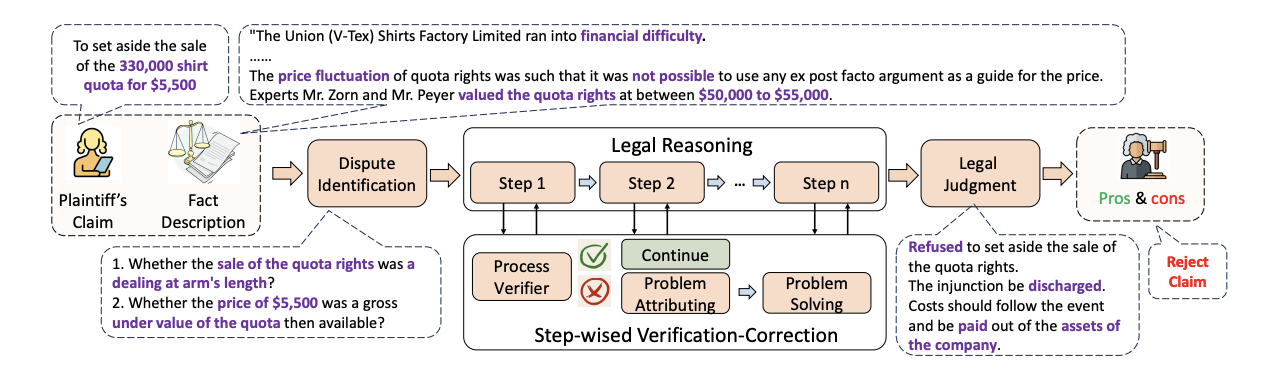 To set aside the sale
of the 330,000 shirt
quota for $5,500
"The Union (V-Tex) Shirts Factory Limited ran into financial difficulty.
......
The price fluctuation of quota rights was such that it was not possible to use any ex post facto argument as a guide for the price.
Experts Mr. Zorn and Mr. Peyer valued the quota rights at between $50,000 to $55,000.
Plaintiff's
Claim
Fact
Description
Dispute
Identification
Legal Reasoning
Step 1
Step 2
...
Step n
Legal
Judgment
Pros & cons
1. Whether the sale of the quota rights was a
dealing at arm's length?
2. Whether the price of $5,500 was a gross
under value of the quota then available?
Process
Verifier
Continue
Problem
Attributing
Problem
Solving
Step-wised Verification-Correction
Refused to set aside the sale of
the quota rights.
The injunction be discharged.
Costs should follow the event
and be paid out of the assets of
the company.
Reject
Claim